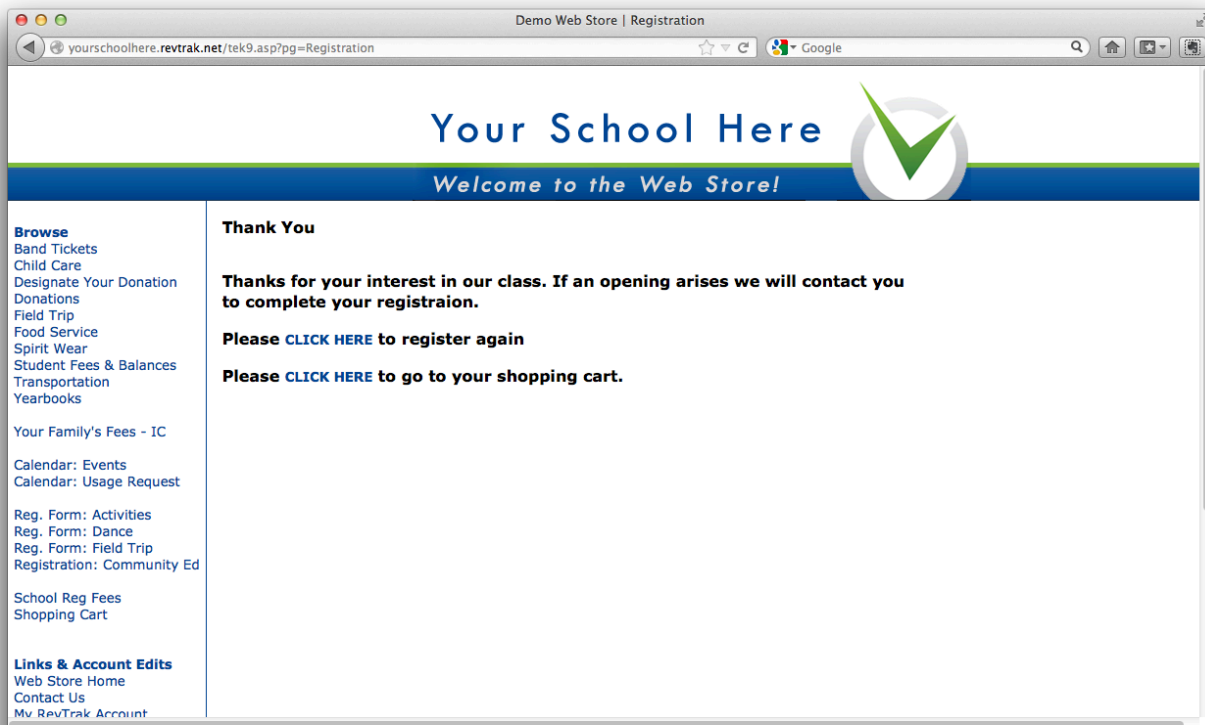 Demo Web Store | Registration
yourschoolhere.revtrak.net/tek9.asp?pg=Registration
Google
Your School Here
Welcome to the Web Store!
Browse
Band Tickets
Child Care
Designate Your Donation
Donations
Field Trip
Food Service
Spirit Wear
Student Fees & Balances
Transportation
Yearbooks
Your Family's Fees - IC
Calendar: Events
Calendar: Usage Request
Reg. Form: Activities
Reg. Form: Dance
Reg. Form: Field Trip
Registration: Community Ed
School Reg Fees
Shopping Cart
Links & Account Edits
Web Store Home
Contact Us
My RevTrak Account
Thank You
Thanks for your interest in our class. If an opening arises we will contact you
to complete your registraion.
Please CLICK HERE to register again
Please CLICK HERE to go to your shopping cart.